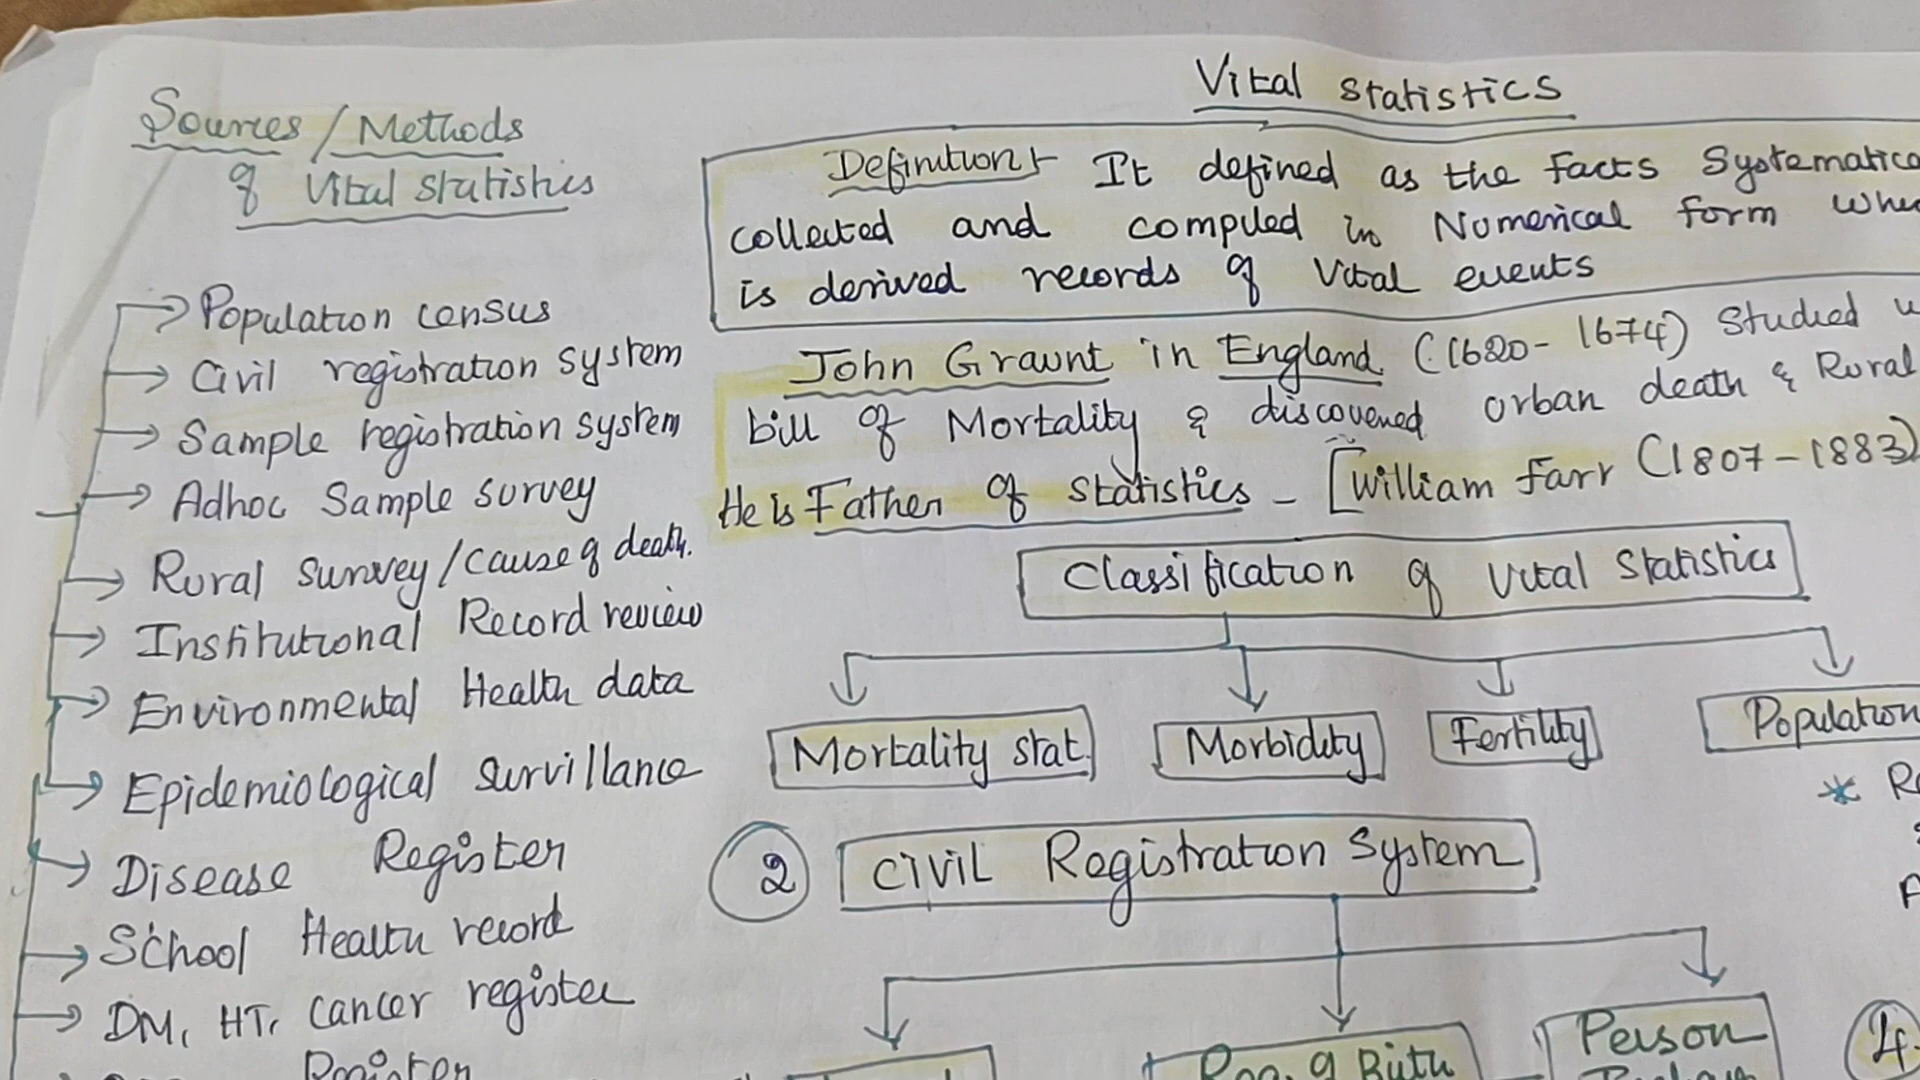 Vital Statistics
Sources / Methods
of Vital Statistics
Definition:- It defined as the facts Systematica
collected and compiled in Numerical form
is derived records of Vital events
John Graunt in England (1620-1674) Studied
bill of Mortality & discovered urban death & Rural
He is Father of statistics - [William Farr (1807-1883)
Population census
Civil registration system
Sample registration system
Adhoc Sample survey
Rural survey/cause of death.
Institutional Record review
Environmental Health data
Epidemiological survillance
Disease Register
School Health record
DM, HT, cancer register
Register
Classification of Vital Statistics
Mortality stat.
Morbidity
Fertility
Population
2
Civil Registration System
Reg. of Birth
Person
4